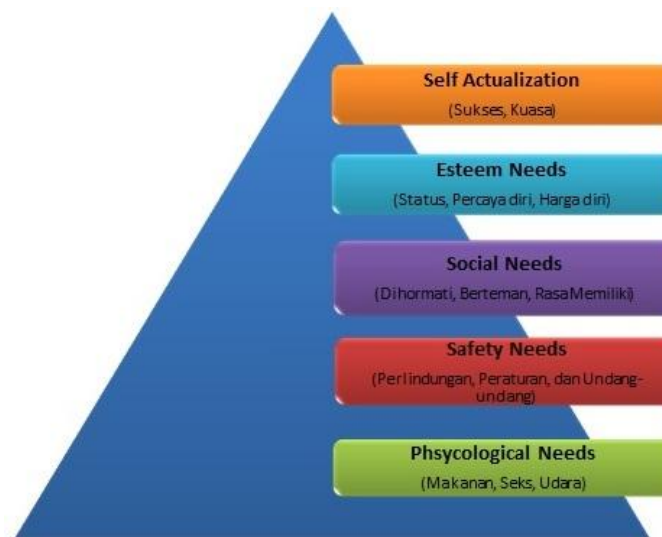 Self Actualization
(Sukses, Kuasa)
Esteem Needs
(Status, Percaya diri, Harga diri)
Social Needs
(Dihormati, Berteman, Rasa Memiliki)
Safety Needs
(Perlindungan, Peraturan, dan Undang-
undang)
Phsycological Needs
(Makanan, Seks, Udara)